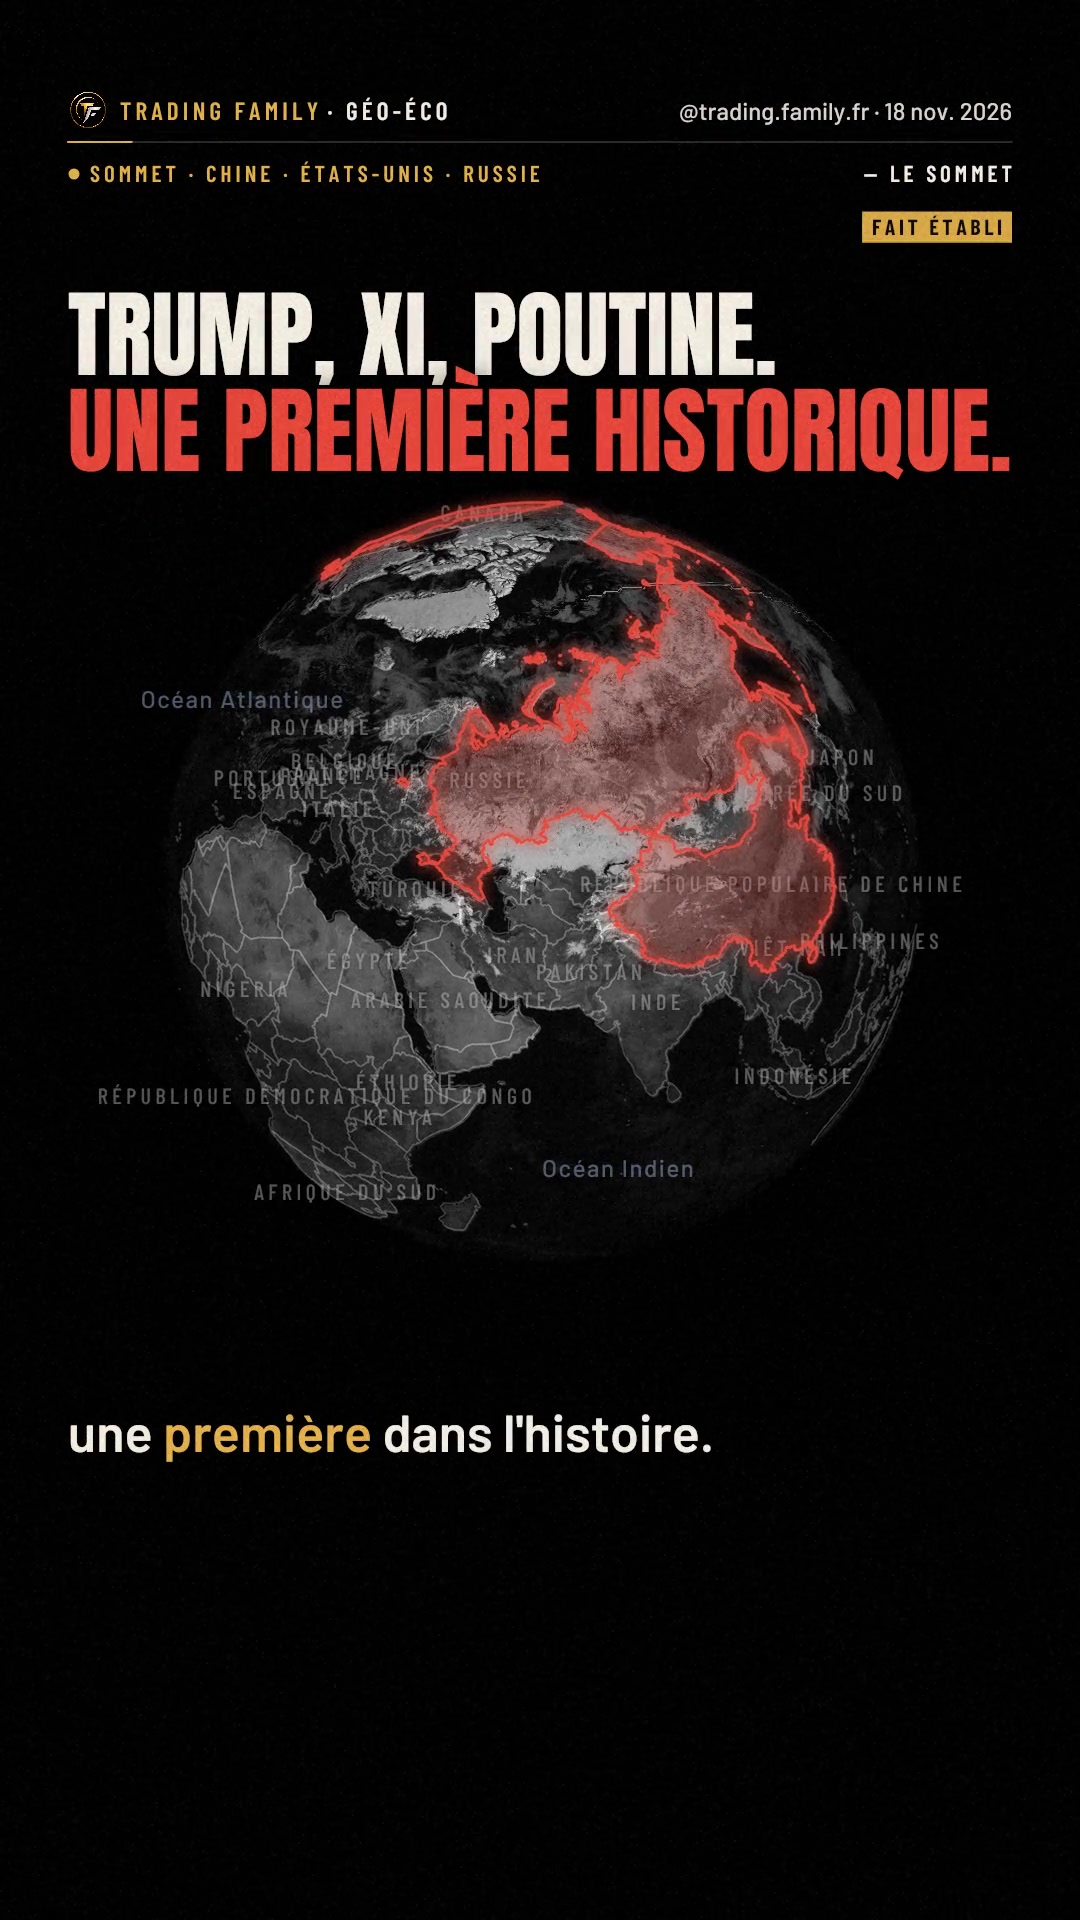 TF TRADING FAMILY · GÉO-ÉCO
@trading.family.fr · 18 nov. 2026
SOMMET · CHINE · ÉTATS-UNIS · RUSSIE
– LE SOMMET
FAIT ÉTABLI
TRUMP, XI, POUTINE.
UNE PREMIÈRE HISTORIQUE.
CANADA
Océan Atlantique
ROYAUME-UNI
BELGIQUE
ESPAGNE
ITALIE
RUSSIE
JAPON
CORÉE DU SUD
TURQUIE
RÉPUBLIQUE POPULAIRE DE CHINE
VIÊT NAM
PHILIPPINES
ÉGYPTE
IRAN
PAKISTAN
NIGERIA
ARABIE SAOUDITE
INDE
INDONÉSIE
ÉTHIOPIE
RÉPUBLIQUE DÉMOCRATIQUE DU CONGO
KENYA
Océan Indien
AFRIQUE DU SUD
une première dans l'histoire.